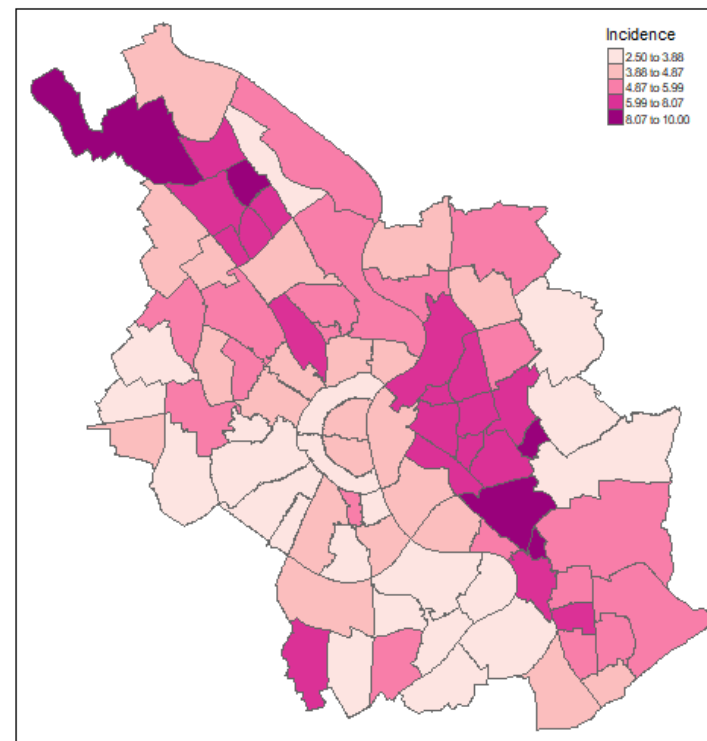 Incidence
2.50 to 3.88
3.88 to 4.87
4.87 to 5.99
5.99 to 8.07
8.07 to 10.00